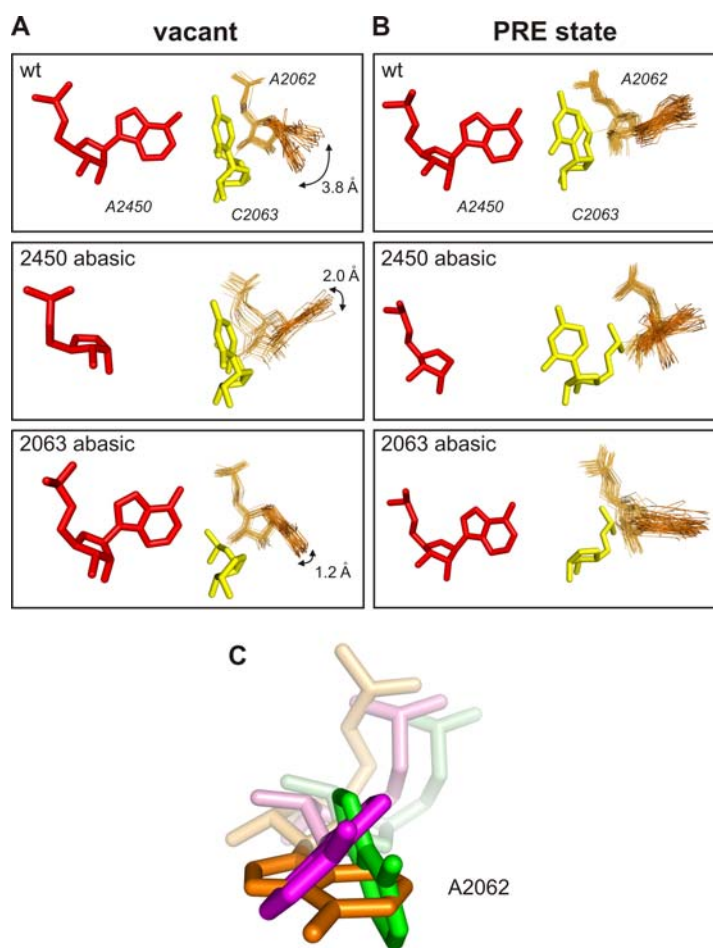 A
vacant
wt
A2062
A2450
C2063
3.8 Å
2450 abasic
2.0 Å
2063 abasic
1.2 Å
B
PRE state
wt
A2062
A2450
C2063
2450 abasic
2063 abasic
C
A2062